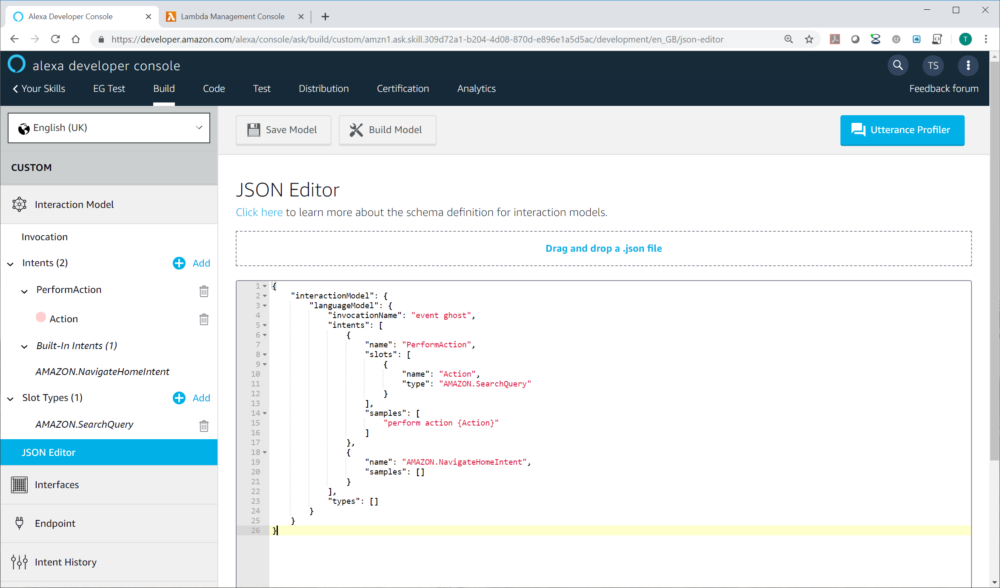 Alexa Developer Console
Lambda Management Console
https://developer.amazon.com/alexa/console/ask/build/custom/amzn1.ask.skill.309d72a1-b204-4d08-870d-e896e1a5d5ac/development/en_GB/json-editor
T
alexa developer console
TS
Your Skills
EG Test
Build
Code
Test
Distribution
Certification
Analytics
Feedback forum
English (UK)
Save Model
Build Model
Utterance Profiler
CUSTOM
Interaction Model
Invocation
Intents (2)
Add
PerformAction
Action
Built-In Intents (1)
AMAZON.NavigateHomeIntent
Slot Types (1)
Add
AMAZON.SearchQuery
JSON Editor
Interfaces
Endpoint
Intent History
JSON Editor
Click here to learn more about the schema definition for interaction models.
Drag and drop a .json file
1 {
2 "interactionModel": {
3 "languageModel": {
4 "invocationName": "event ghost",
5 "intents": [
6 {
7 "name": "PerformAction",
8 "slots": [
9 {
10 "name": "Action",
11 "type": "AMAZON.SearchQuery"
12 }
13 ],
14 "samples": [
15 "perform action {Action}"
16 ]
17 },
18 {
19 "name": "AMAZON.NavigateHomeIntent",
20 "samples": []
21 }
22 ],
23 "types": []
24 }
25 }
26 }